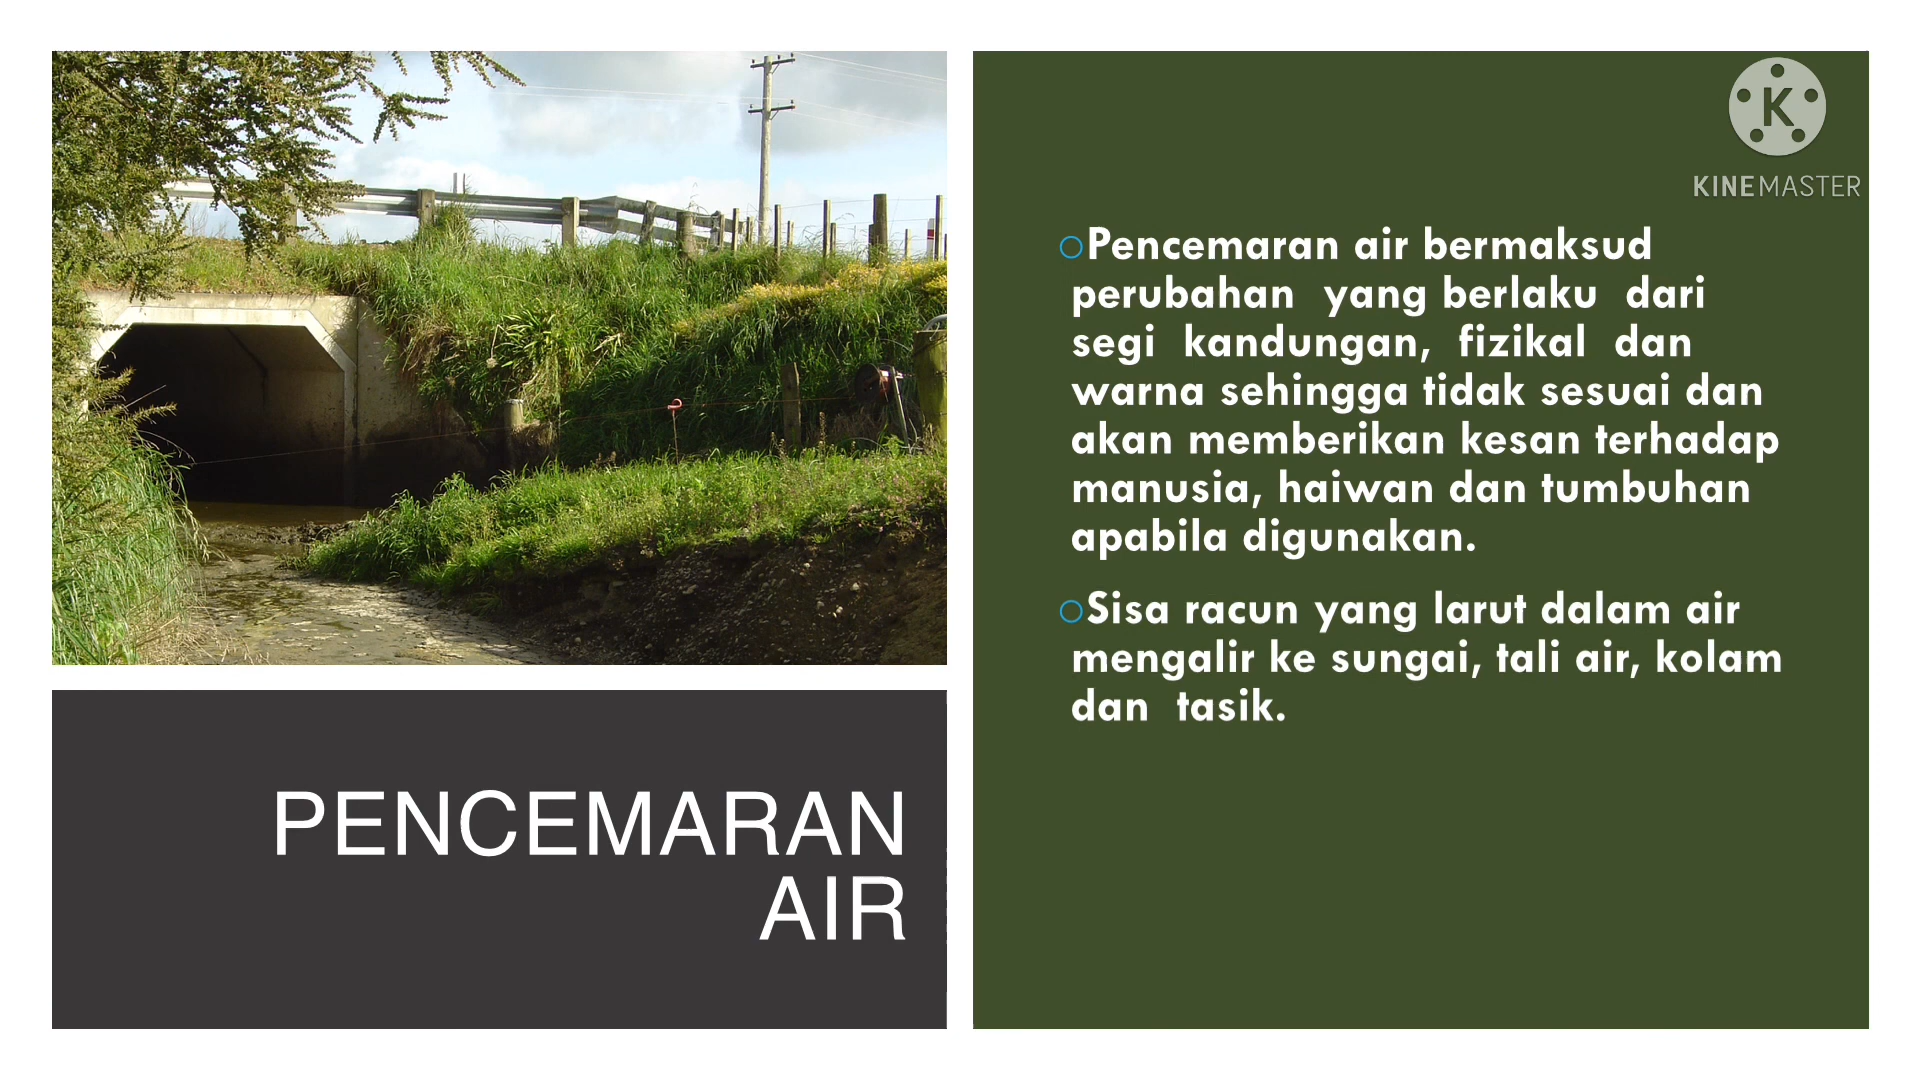 KINEMASTER
Pencemaran air bermaksud
perubahan yang berlaku dari
segi kandungan, fizikal dan
warna sehingga tidak sesuai dan
akan memberikan kesan terhadap
manusia, haiwan dan tumbuhan
apabila digunakan.
Sisa racun yang larut dalam air
mengalir ke sungai, tali air, kolam
dan tasik.
PENCEMARAN
AIR